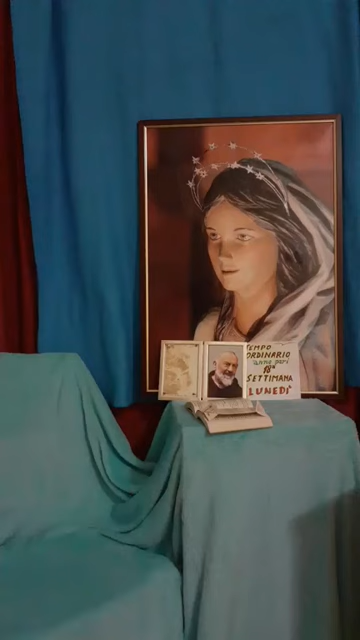 TEMPO
ORDINARIO
anno pari
18ª
SETTIMANA
LUNEDÌ